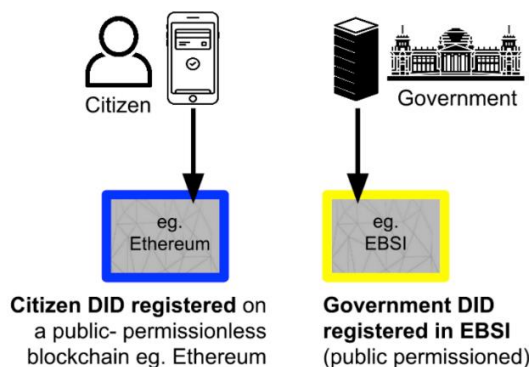 Citizen
Government
eg.
Ethereum
eg.
EBSI
Citizen DID registered on
a public- permissionless
blockchain eg. Ethereum
Government DID
registered in EBSI
(public permissioned)